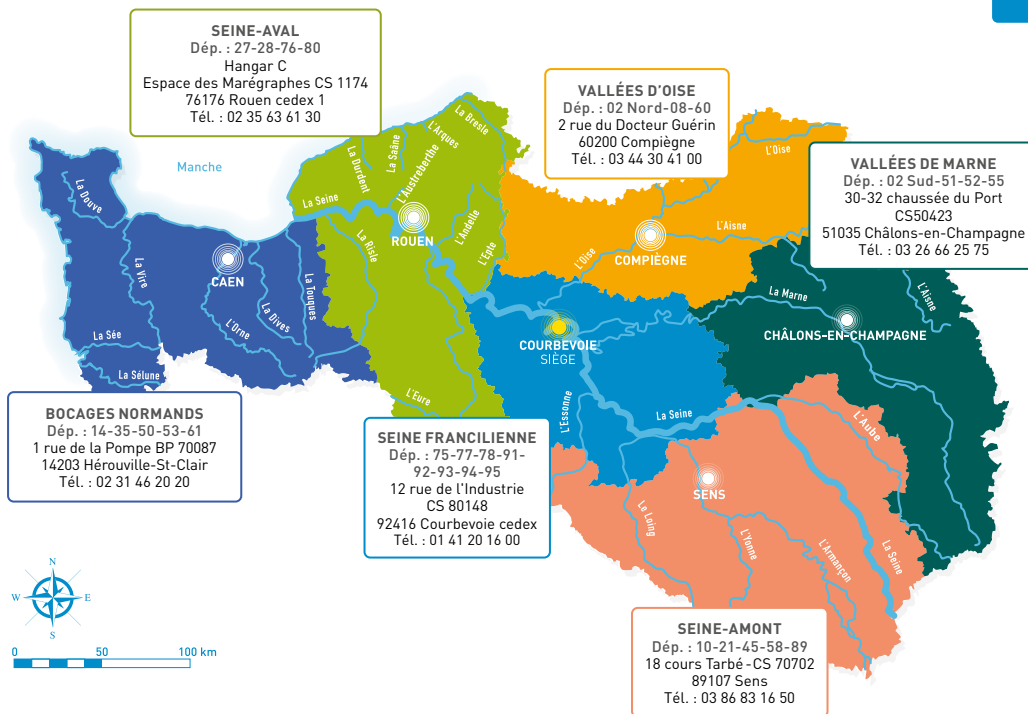 SEINE-AVAL
Dép. : 27-28-76-80
Hangar C
Espace des Marégraphes CS 1174
76176 Rouen cedex 1
Tél. : 02 35 63 61 30
VALLÉES D'OISE
Dép. : 02 Nord-08-60
2 rue du Docteur Guérin
60200 Compiègne
Tél. : 03 44 30 41 00
VALLÉES DE MARNE
Dép. : 02 Sud-51-52-55
30-32 chaussée du Port
CS50423
51035 Châlons-en-Champagne
Tél. : 03 26 66 25 75
Manche
La Douve
La Vire
La Sée
La Sélune
CAEN
L'Orne
La Dives
La Touques
La Seine
La Durdent
La Saâne
L'Austreberthe
L'Arques
La Bresle
ROUEN
La Risle
L'Andelle
L'Epte
L'Eure
L'Oise
L'Oise
L'Aisne
COMPIÈGNE
La Marne
L'Aisne
CHÂLONS-EN-CHAMPAGNE
COURBEVOIE
SIÈGE
L'Essonne
La Seine
L'Aube
SENS
Le Loing
L'Yonne
L'Armançon
La Seine
BOCAGES NORMANDS
Dép. : 14-35-50-53-61
1 rue de la Pompe BP 70087
14203 Hérouville-St-Clair
Tél. : 02 31 46 20 20
SEINE FRANCILIENNE
Dép. : 75-77-78-91-
92-93-94-95
12 rue de l'Industrie
CS 80148
92416 Courbevoie cedex
Tél. : 01 41 20 16 00
SEINE-AMONT
Dép. : 10-21-45-58-89
18 cours Tarbé - CS 70702
89107 Sens
Tél. : 03 86 83 16 50
N
W
E
S
0 50 100 km